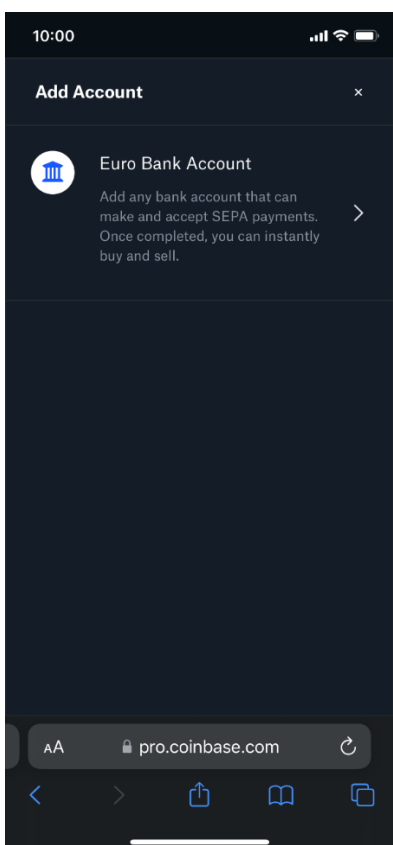 10:00
Add Account
×
Euro Bank Account
Add any bank account that can
make and accept SEPA payments.
Once completed, you can instantly
buy and sell.
AA
pro.coinbase.com